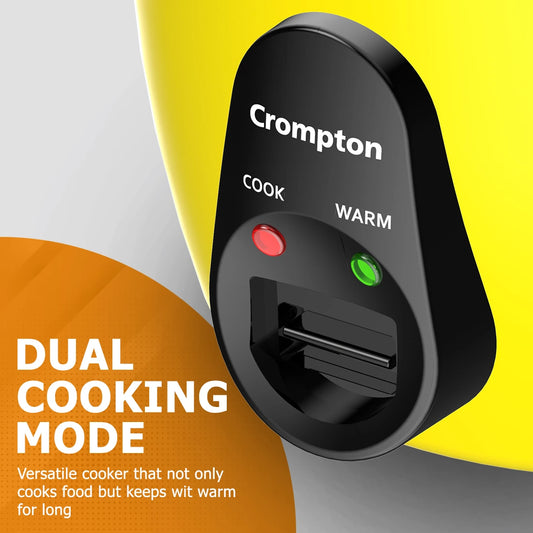 Crompton
COOK
WARM
DUAL
COOKING
MODE
Versatile cooker that not only
cooks food but keeps wit warm
for long